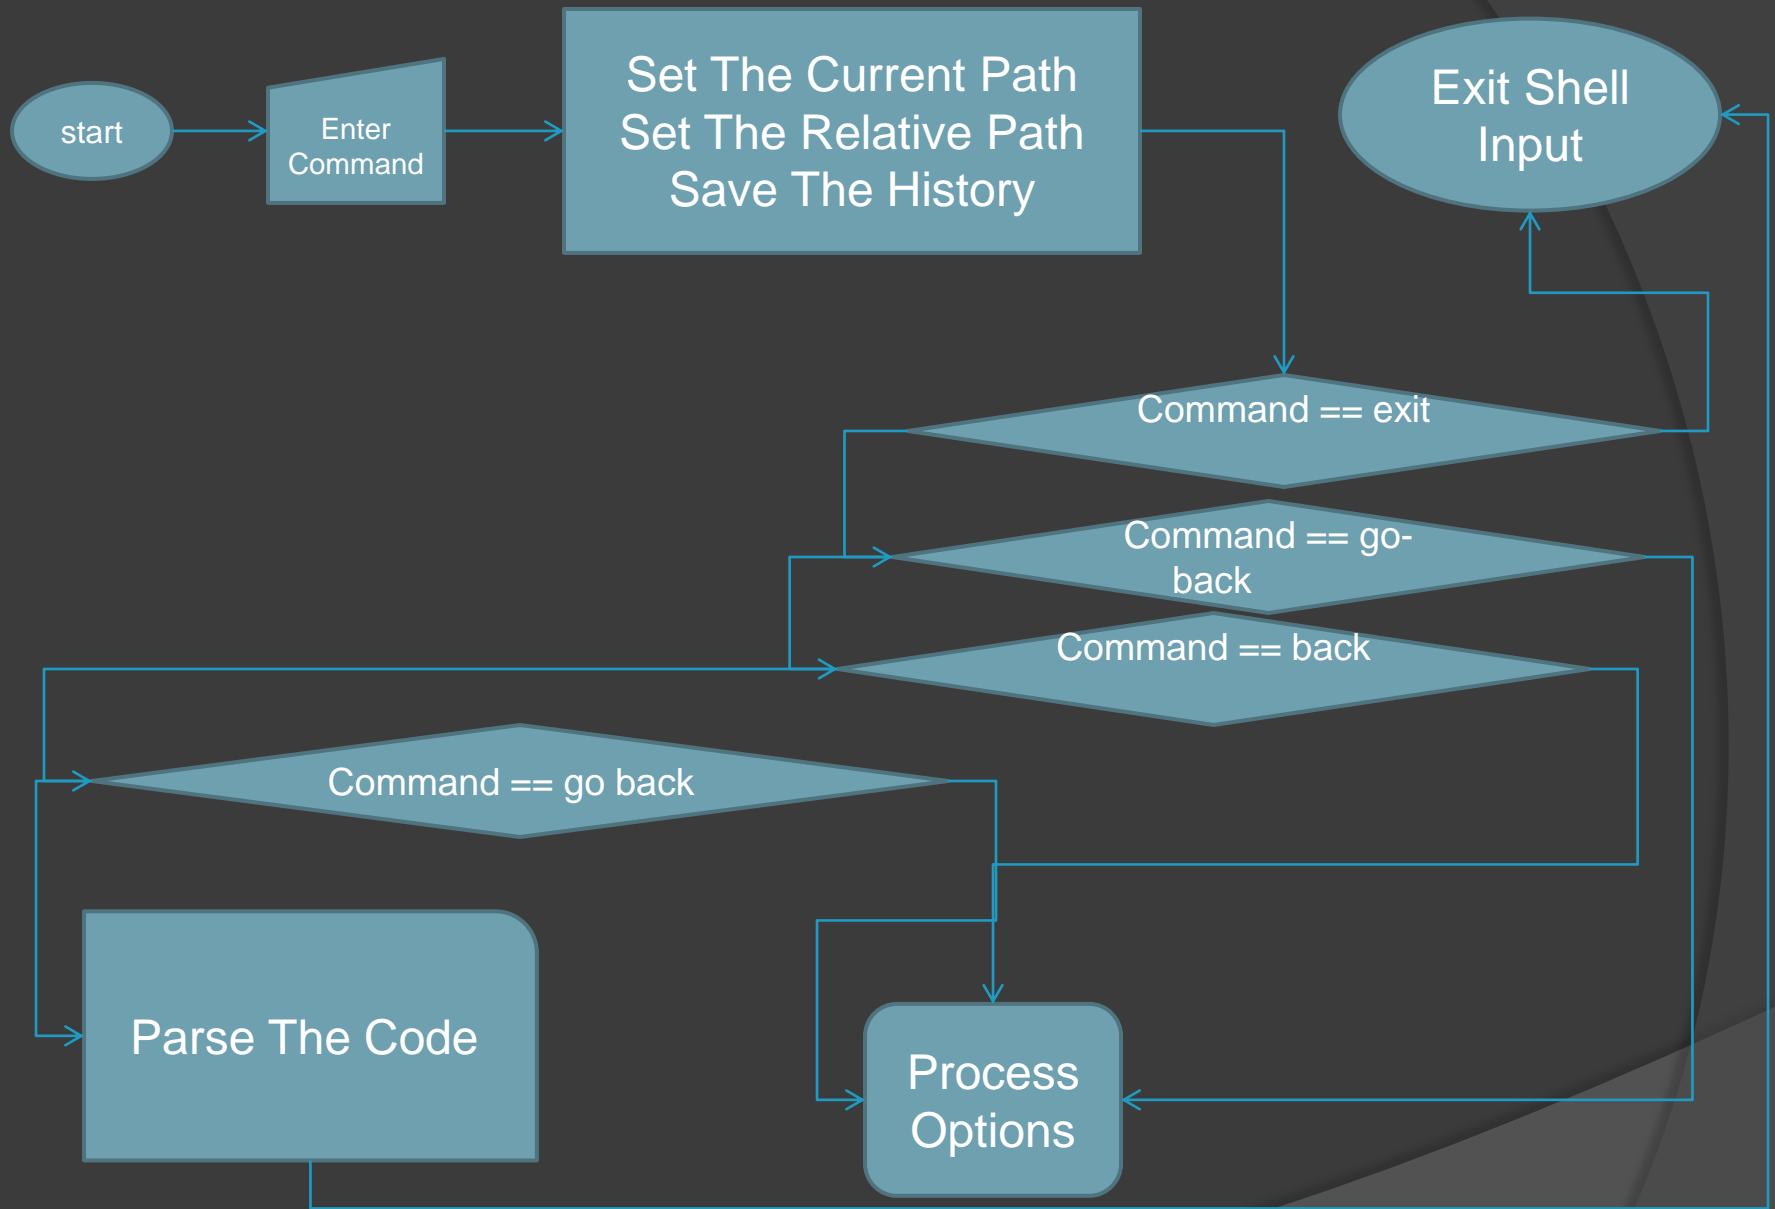 start
Enter
Command
Set The Current Path
Set The Relative Path
Save The History
Exit Shell
Input
Command == exit
Command == go-
back
Command == back
Command == go back
Parse The Code
Process
Options